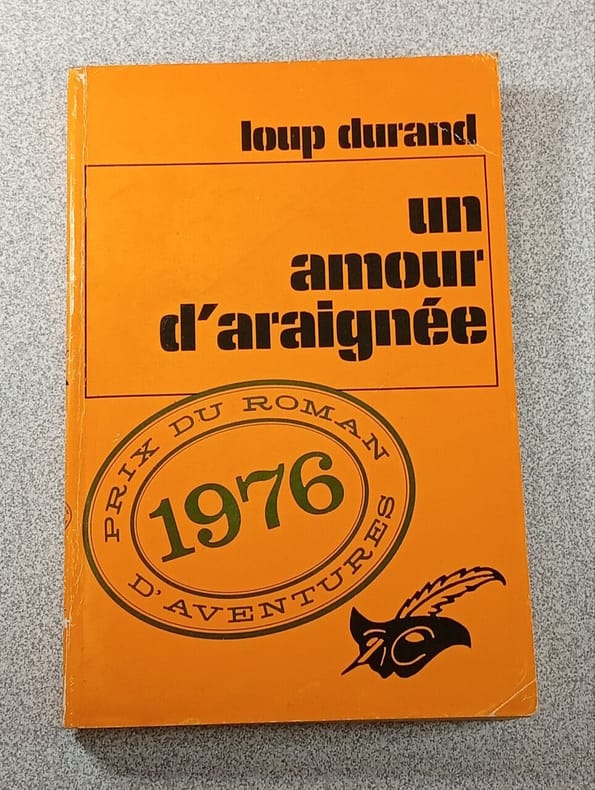 loup durand
un
amour
d'araignée
PRIX DU ROMAN
1976
D'AVENTURES